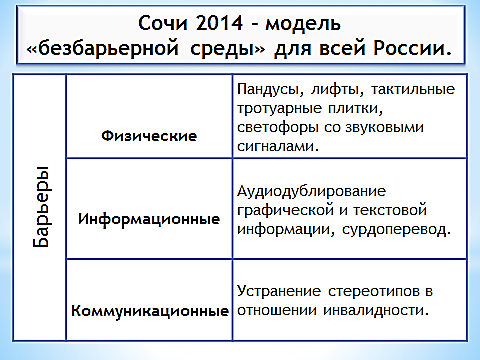 Сочи 2014 – модель
«безбарьерной среды» для всей России.
Барьеры
Физические
Пандусы, лифты, тактильные
тротуарные плитки,
светофоры со звуковыми
сигналами.
Информационные
Аудиодублирование
графической и текстовой
информации, сурдоперевод.
Коммуникационные
Устранение стереотипов в
отношении инвалидности.